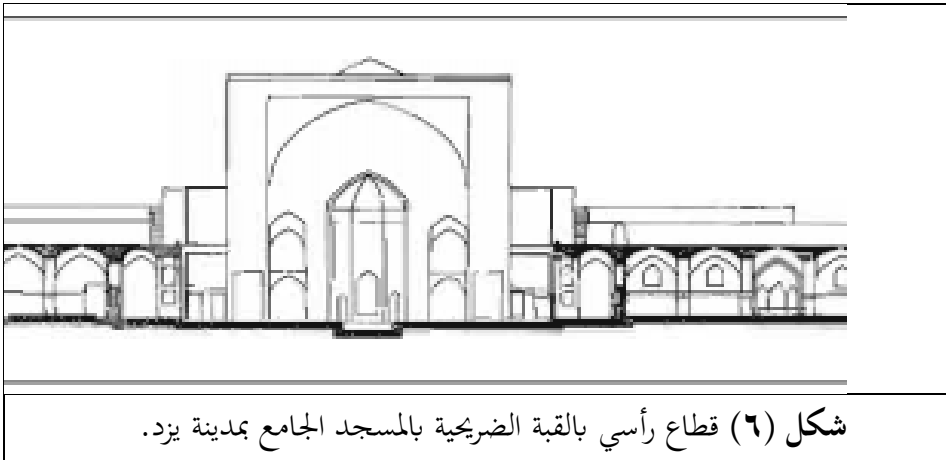 شكل (٦) قطاع رأسي بالقبة الضريحية بالمسجد الجامع بمدينة يزد.